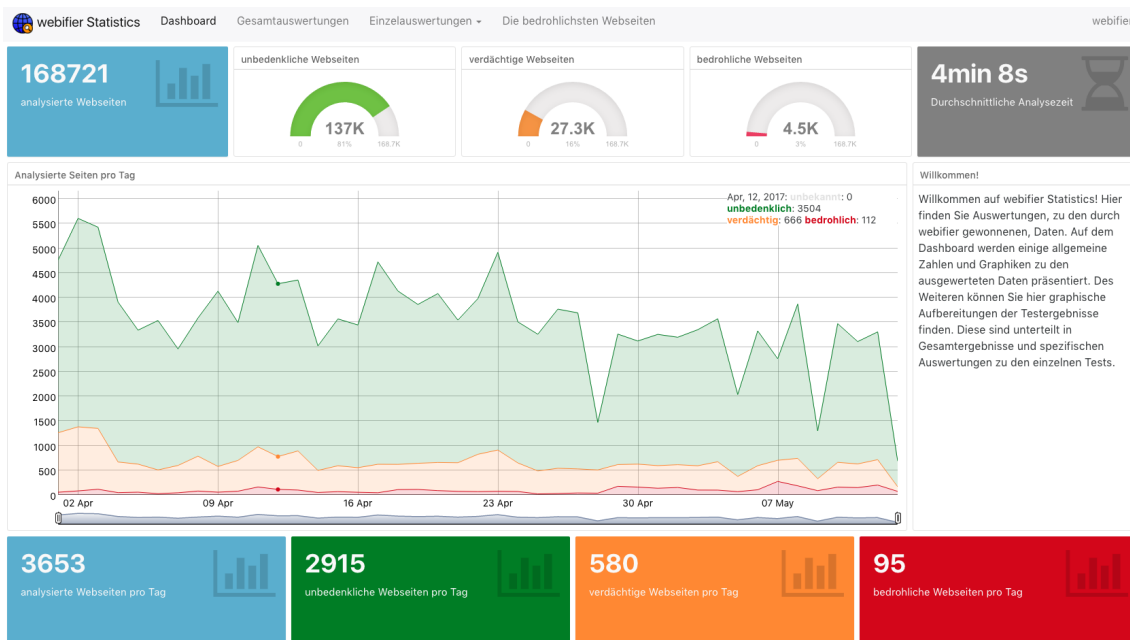 webifier Statistics Dashboard Gesamtauswertungen Einzelauswertungen Die bedrohlichsten Webseiten webifier
168721
analysierte Webseiten
unbedenkliche Webseiten
137K
0 81% 168.7K
verdächtige Webseiten
27.3K
0 16% 168.7K
bedrohliche Webseiten
4.5K
0 3% 168.7K
4min 8s
Durchschnittliche Analysezeit
Analysierte Seiten pro Tag
Apr, 12, 2017: unbekannt: 0
unbedenklich: 3504
verdächtig: 666 bedrohlich: 112
6000
5500
5000
4500
4000
3500
3000
2500
2000
1500
1000
500
0
02 Apr 09 Apr 16 Apr 23 Apr 30 Apr 07 May
Willkommen!
Willkommen auf webifier Statistics! Hier
finden Sie Auswertungen, zu den durch
webifier gewonnenen, Daten. Auf dem
Dashboard werden einige allgemeine
Zahlen und Graphiken zu den
ausgewerteten Daten präsentiert. Des
Weiteren können Sie hier graphische
Aufbereitungen der Testergebnisse
finden. Diese sind unterteilt in
Gesamtergebnisse und spezifischen
Auswertungen zu den einzelnen Tests.
3653
analysierte Webseiten pro Tag
2915
unbedenkliche Webseiten pro Tag
580
verdächtige Webseiten pro Tag
95
bedrohliche Webseiten pro Tag